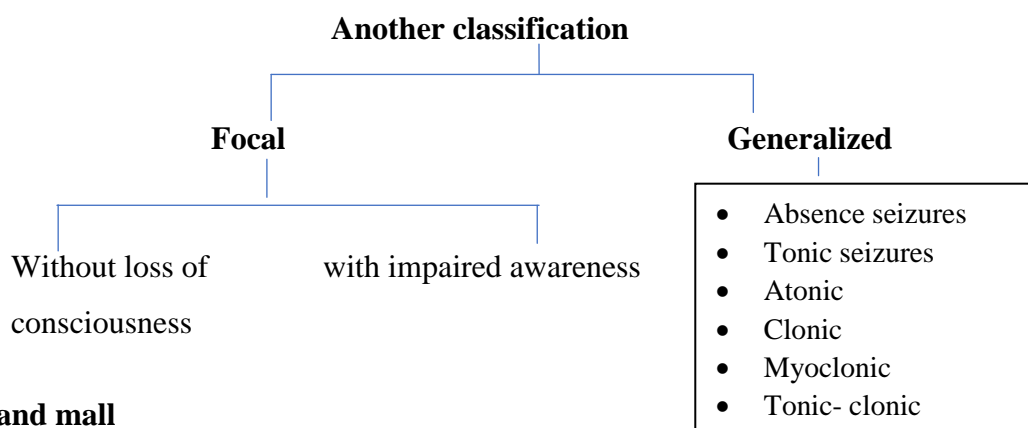 Another classification
Focal
Generalized
Without loss of
consciousness
with impaired awareness
• Absence seizures
• Tonic seizures
• Atonic
• Clonic
• Myoclonic
• Tonic- clonic
and mall